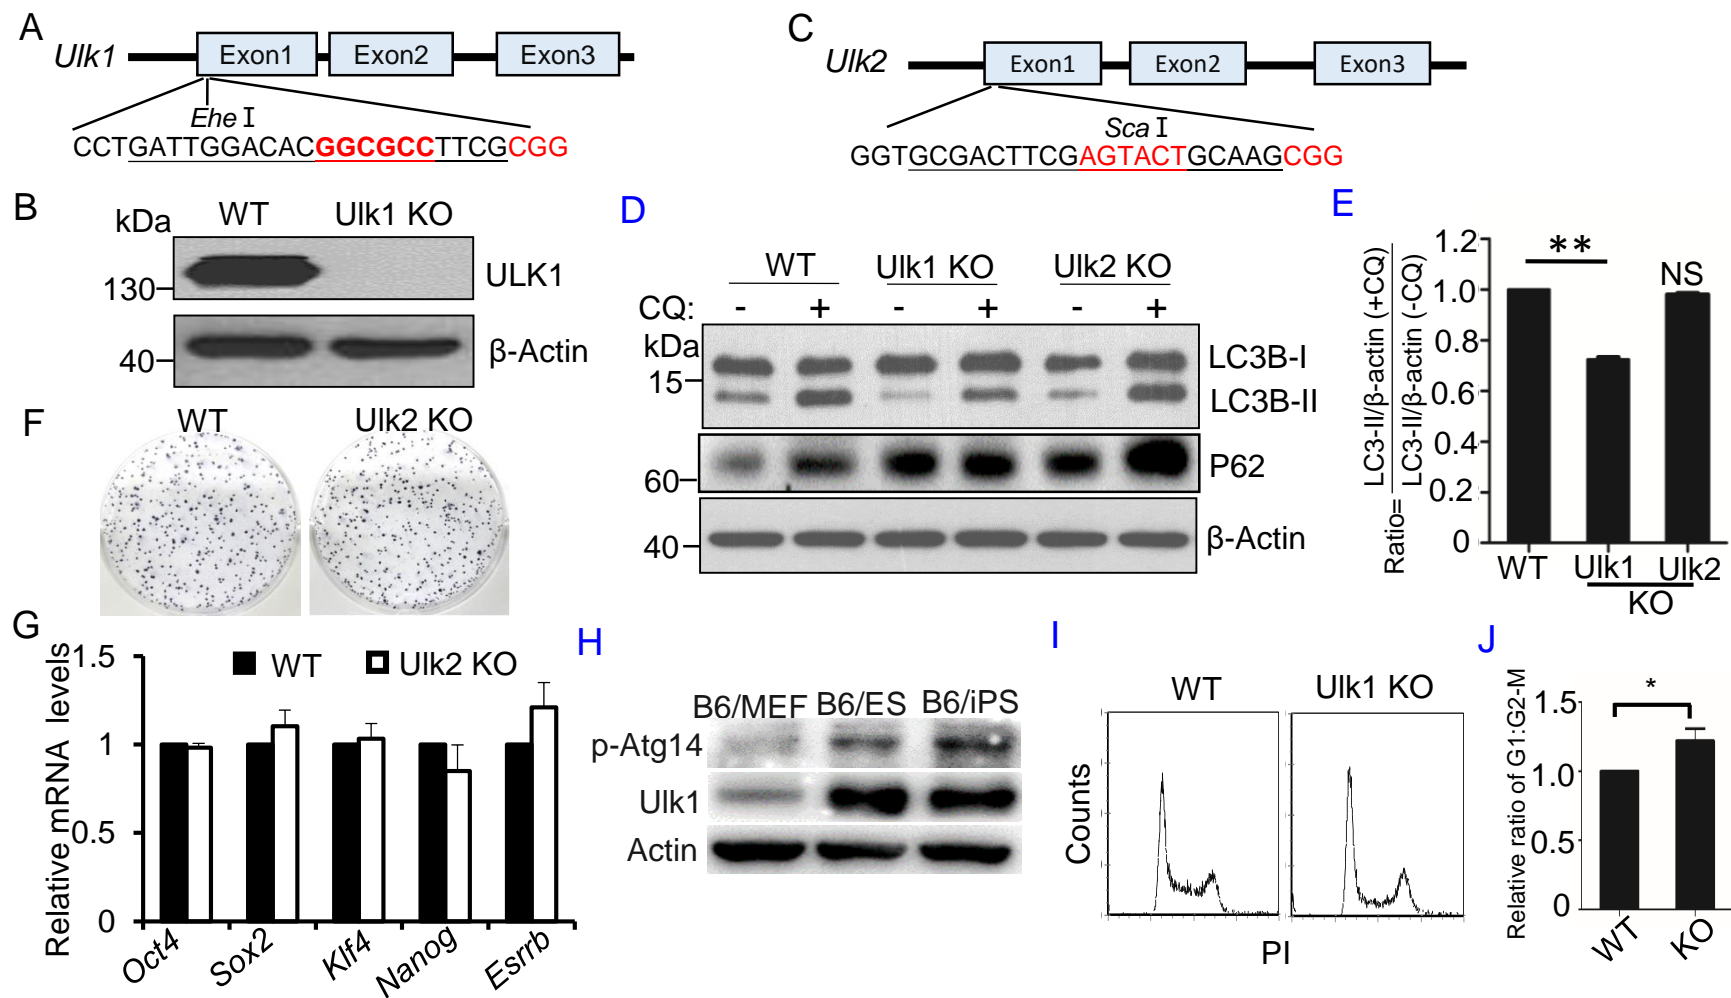 A
Ulk1
Exon1
Exon2
Exon3
Ehe I
CCTGATTGGACACGGCGCCTTCGCGG
C
Ulk2
Exon1
Exon2
Exon3
Sca I
GGTGCGACTTCGAGTACTGCAAGCGG
B
kDa
WT
Ulk1 KO
130
ULK1
40
β-Actin
D
WT
Ulk1 KO
Ulk2 KO
CQ: - + - + - +
kDa
15
LC3B-I
LC3B-II
60
P62
40
β-Actin
E
Ratio=
LC3-II/β-actin (+CQ)
LC3-II/β-actin (-CQ)
1.2
1.0
0.8
0.6
0.4
0.2
0
**
NS
WT
Ulk1
Ulk2
KO
F
WT
Ulk2 KO
G
Relative mRNA levels
1.5
1
0.5
0
WT
Ulk2 KO
Oct4
Sox2
Klf4
Nanog
Esrrb
H
B6/MEF
B6/ES
B6/iPS
p-Atg14
Ulk1
Actin
I
WT
Ulk1 KO
Counts
PI
J
Relative ratio of G1:G2-M
1.5
1.0
0.5
0
*
WT
KO